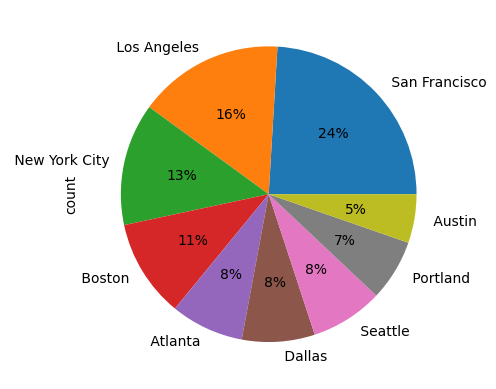 Los Angeles
San Francisco
16%
24%
New York City
13%
count
5%
Austin
11%
7%
8%
8%
8%
Boston
Portland
Seattle
Atlanta
Dallas